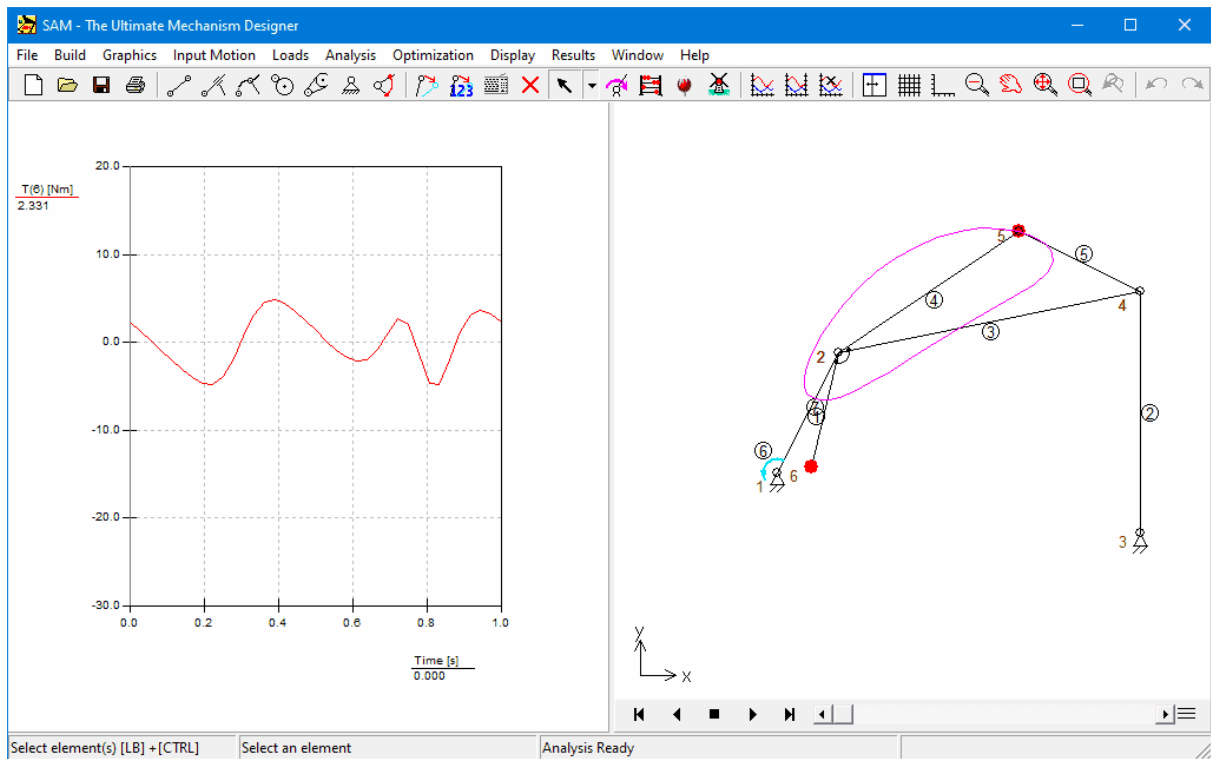 SAM - The Ultimate Mechanism Designer
File Build Graphics Input Motion Loads Analysis Optimization Display Results Window Help
123
T(6) [Nm]
2.331
20.0
10.0
0.0
-10.0
-20.0
-30.0
0.0 0.2 0.4 0.6 0.8 1.0
Time [s]
0.000
5
5
4
4
3
2
2
1
6
6
1
3
y
x
Select element(s) [LB] +[CTRL] Select an element Analysis Ready